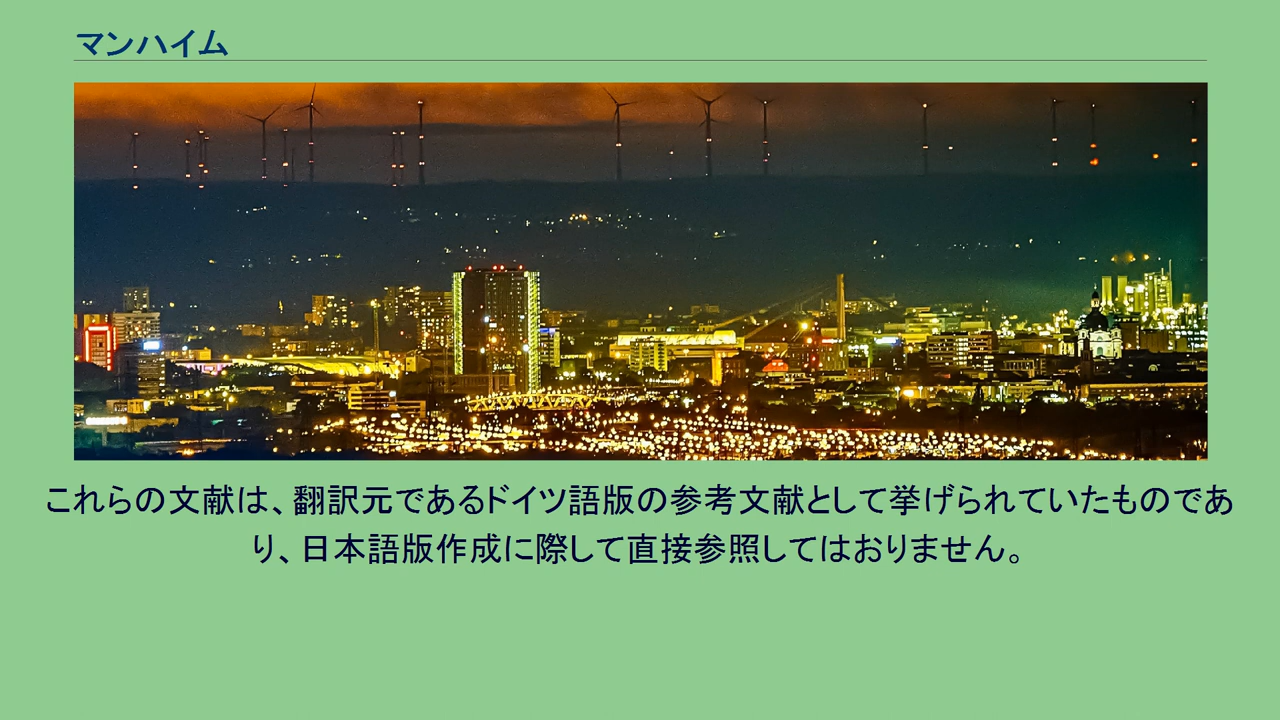 マンハイム
これらの文献は、翻訳元であるドイツ語版の参考文献として挙げられていたものであ
り、日本語版作成に際して直接参照してはおりません。